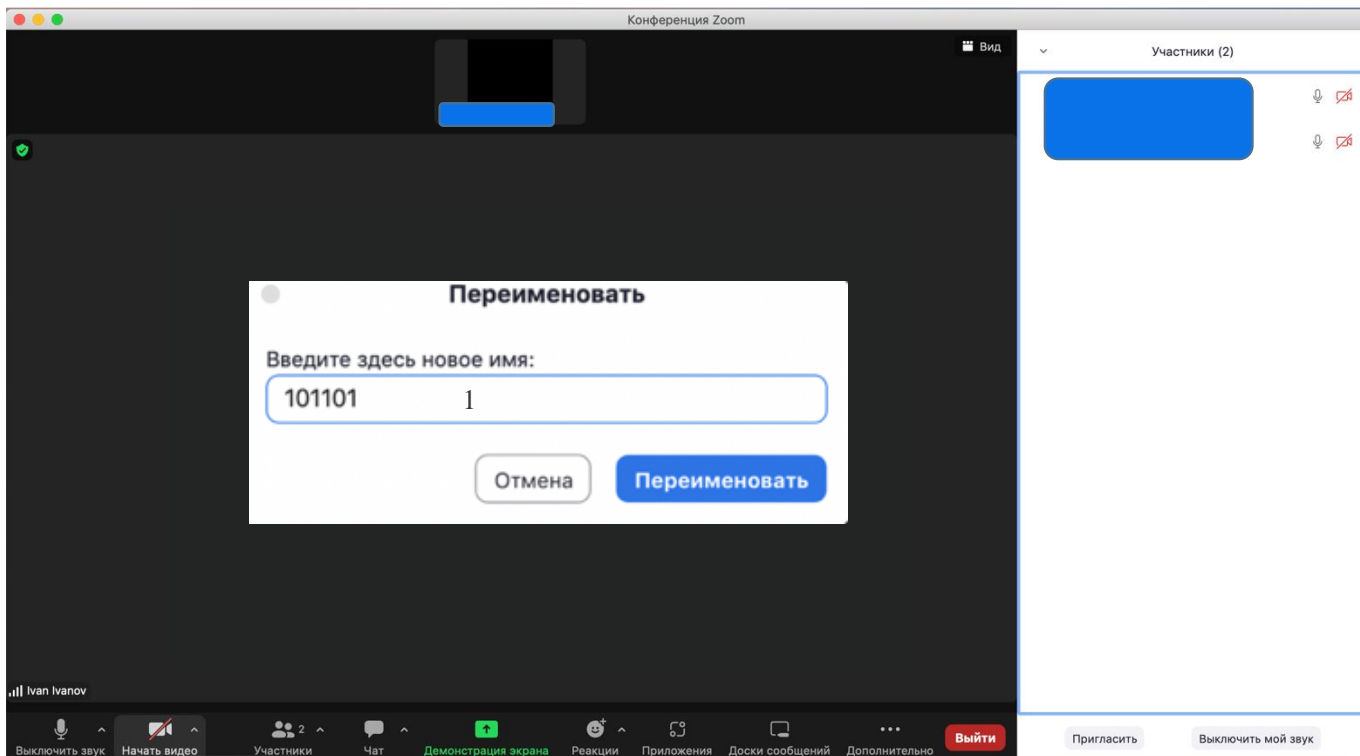 Конференция Zoom
Вид
Участники (2)
Переименовать
Введите здесь новое имя:
101101 1
Отмена
Переименовать
Ivan Ivanov
Выключить звук
Начать видео
2
Участники
Чат
Демонстрация экрана
Реакции
Приложения
Доски сообщений
Дополнительно
Выйти
Пригласить
Выключить мой звук